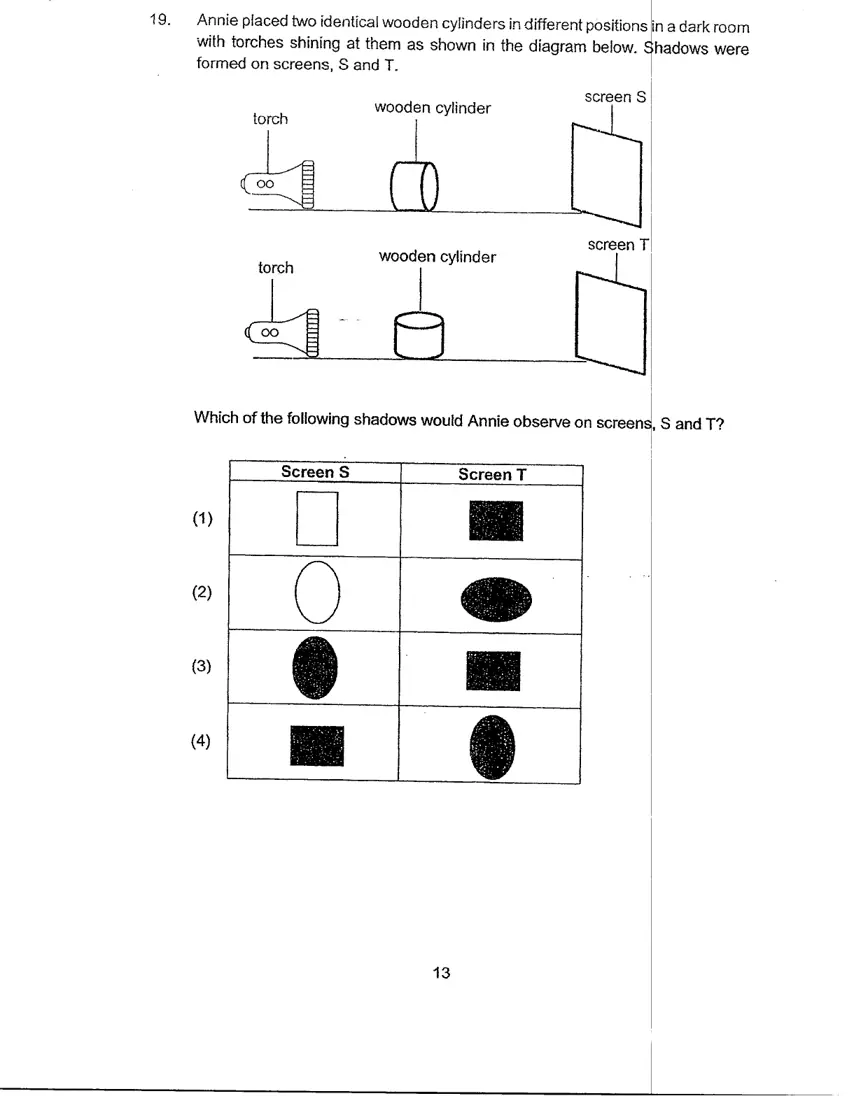 19. Annie placed two identical wooden cylinders in different positions in a dark room
with torches shining at them as shown in the diagram below. Shadows were
formed on screens, S and T.
screen S
wooden cylinder
torch
screen T
wooden cylinder
torch
Which of the following shadows would Annie observe on screens, S and T?
Screen S Screen T
(1)
(2)
(3)
(4)
13